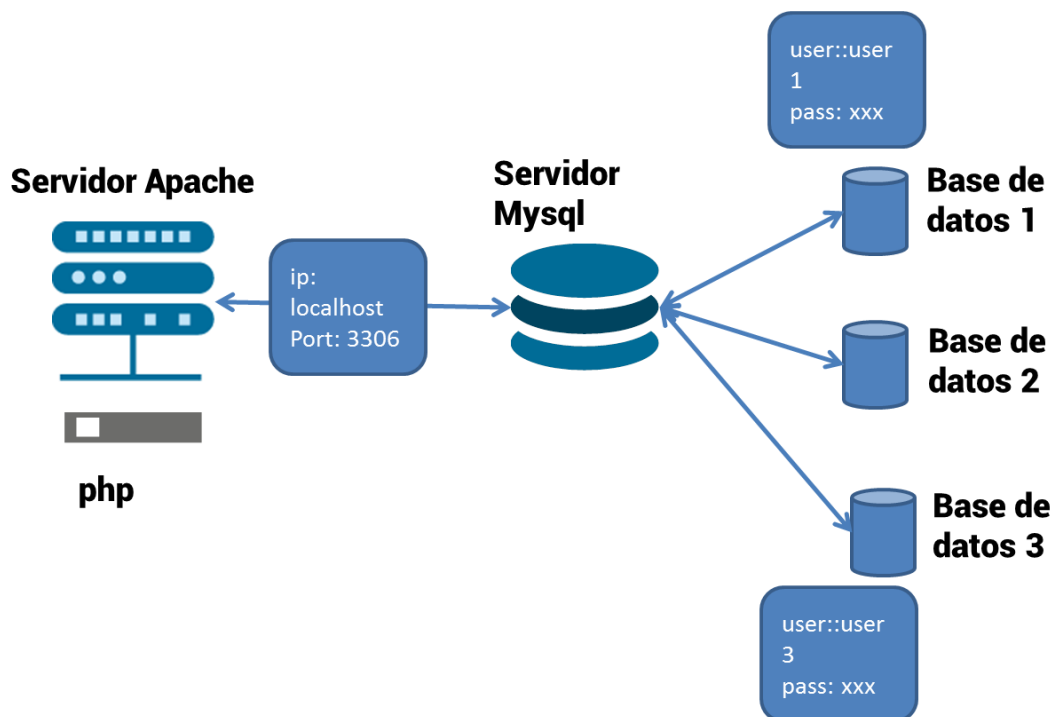 user::user
1
pass: xxx
Servidor Apache
Servidor
Mysql
Base de
datos 1
ip:
localhost
Port: 3306
Base de
datos 2
php
Base de
datos 3
user::user
3
pass: xxx